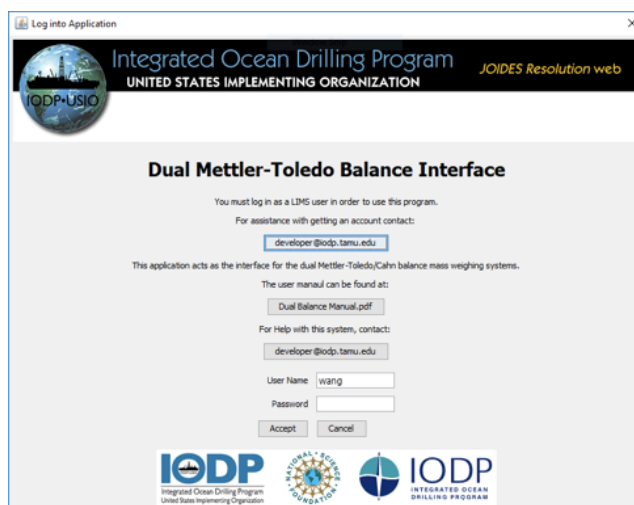 Log into Application
Integrated Ocean Drilling Program
UNITED STATES IMPLEMENTING ORGANIZATION
JOIDES Resolution web
IODP•USIO
Dual Mettler-Toledo Balance Interface
You must log in as a LIMS user in order to use this program.
For assistance with getting an account contact:
developer@iodp.tamu.edu
This application acts as the interface for the dual Mettler-Toledo/Cahn balance mass weighing systems.
The user manaul can be found at:
Dual Balance Manual.pdf
For Help with this system, contact:
developer@iodp.tamu.edu
User Name wang
Password
Accept Cancel
IODP
Integrated Ocean Drilling Program
United States Implementing Organization
NATIONAL SCIENCE FOUNDATION
IODP
INTEGRATED OCEAN
DRILLING PROGRAM